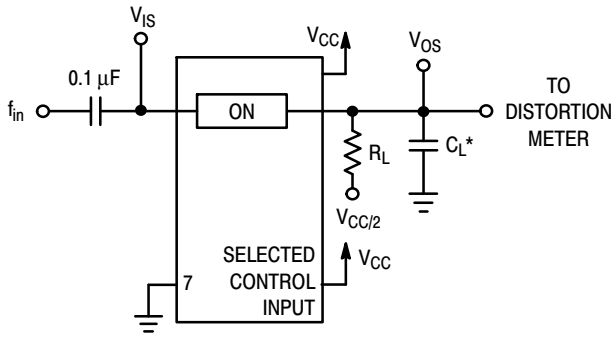 V_IS
V_CC
V_OS
0.1 μF
f_in
ON
TO
DISTORTION
METER
R_L
C_L*
V_CC/2
SELECTED
CONTROL
INPUT
V_CC
7